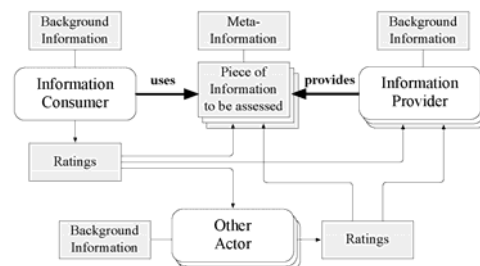 Background
Information
Meta-
Information
Background
Information
Information
Consumer
uses
Piece of
Information
to be assessed
provides
Information
Provider
Ratings
Background
Information
Other
Actor
Ratings